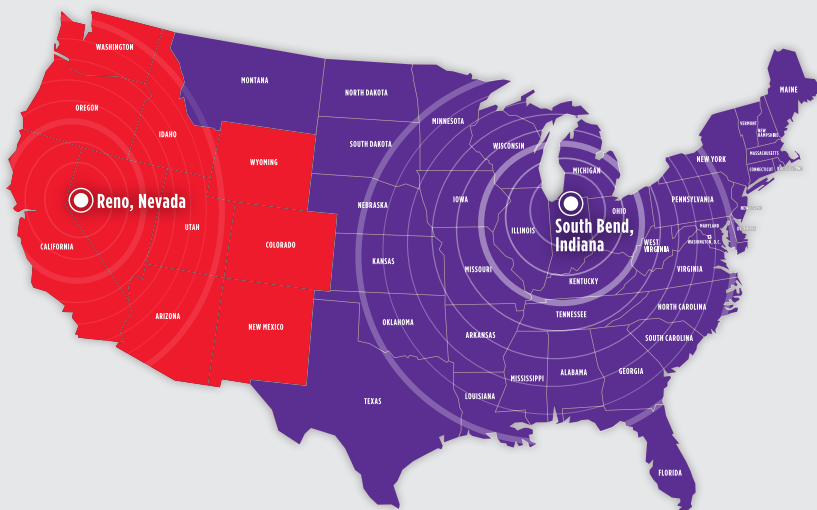 WASHINGTON
MONTANA
NORTH DAKOTA
MAINE
OREGON
MINNESOTA
VERMONT
NEW
HAMPSHIRE
IDAHO
SOUTH DAKOTA
WISCONSIN
MASSACHUSETTS
WYOMING
MICHIGAN
NEW YORK
CONNECTICUT
Reno, Nevada
NEBRASKA
IOWA
OHIO
PENNSYLVANIA
UTAH
ILLINOIS
South Bend,
Indiana
MARYLAND
WASHINGTON, D.C.
CALIFORNIA
COLORADO
KANSAS
MISSOURI
WEST
VIRGINIA
VIRGINIA
KENTUCKY
ARIZONA
NEW MEXICO
OKLAHOMA
ARKANSAS
TENNESSEE
NORTH CAROLINA
SOUTH CAROLINA
MISSISSIPPI
ALABAMA
GEORGIA
TEXAS
LOUISIANA
FLORIDA